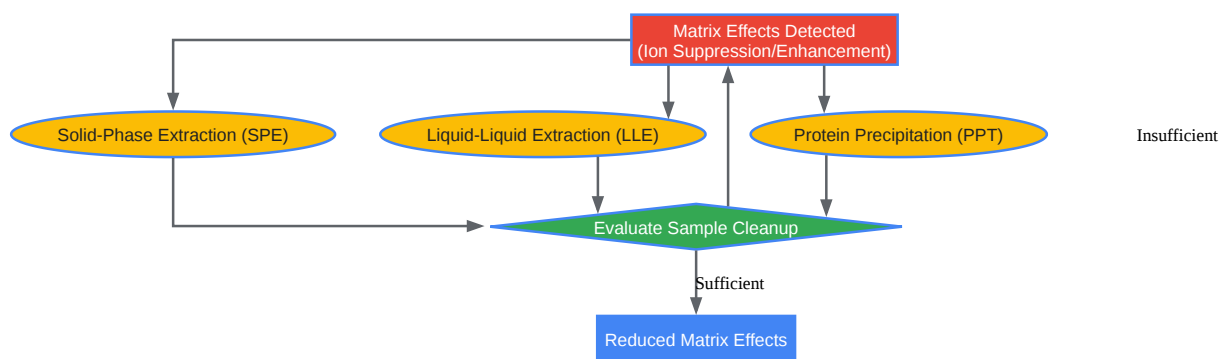 Matrix Effects Detected
(Ion Suppression/Enhancement)
Solid-Phase Extraction (SPE)
Liquid-Liquid Extraction (LLE)
Protein Precipitation (PPT)
Insufficient
Evaluate Sample Cleanup
Sufficient
Reduced Matrix Effects